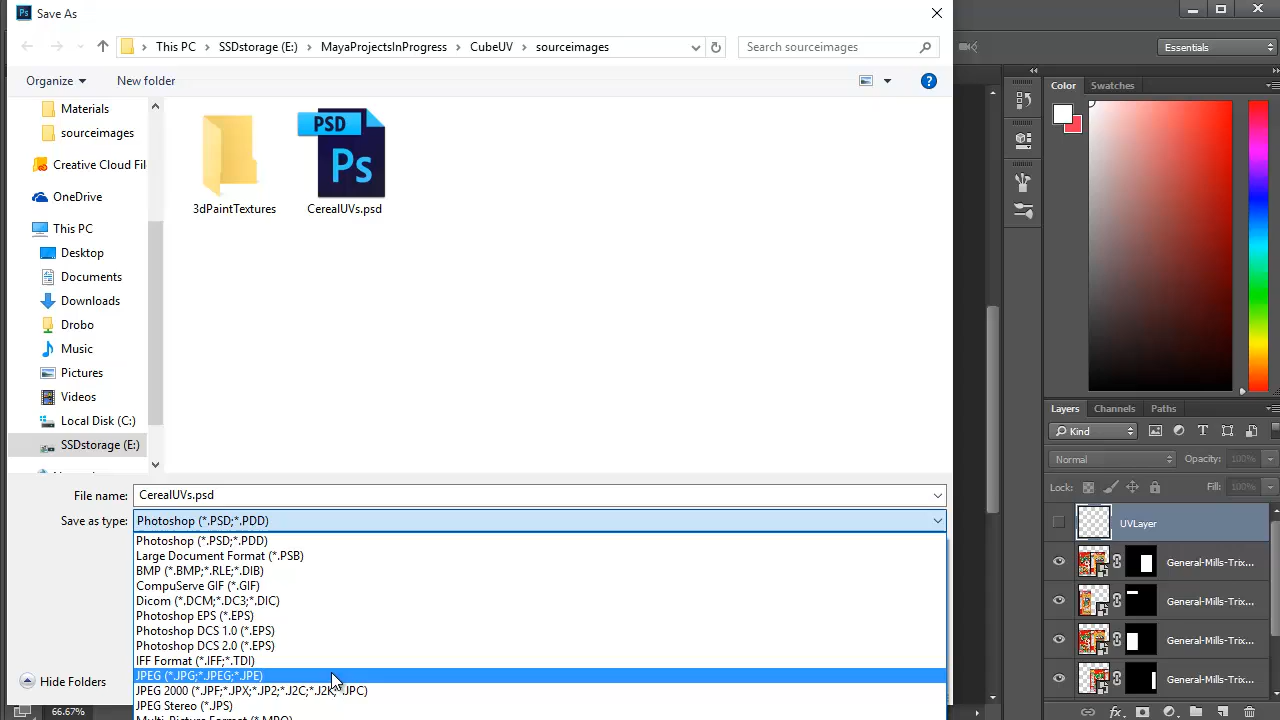 Ps Save As
This PC SSDstorage (E:) MayaProjectsInProgress CubeUV sourceimages
Search sourceimages
Essentials
Organize
New folder
Color Swatches
Materials
sourceimages
Creative Cloud Fil
OneDrive
This PC
Desktop
Documents
Downloads
Drobo
Music
Pictures
Videos
Local Disk (C:)
SSDstorage (E:)
PSD
Ps
3dPaintTextures
CerealUVs.psd
Layers Channels Paths
Kind
Normal
Opacity: 100%
Lock:
Fill: 100%
UVLayer
General-Mills-Trix...
General-Mills-Trix...
General-Mills-Trix...
General-Mills-Trix...
fx
File name: CerealUVs.psd
Save as type: Photoshop (*.PSD;*.PDD)
Photoshop (*.PSD;*.PDD)
Large Document Format (*.PSB)
BMP (*.BMP;*.RLE;*.DIB)
CompuServe GIF (*.GIF)
Dicom (*.DCM;*.DC3;*.DIC)
Photoshop EPS (*.EPS)
Photoshop DCS 1.0 (*.EPS)
Photoshop DCS 2.0 (*.EPS)
IFF Format (*.IFF;*.TDI)
JPEG (*.JPG;*.JPEG;*.JPE)
JPEG 2000 (*.JPF;*.JPX;*.JP2;*.J2C;*.J2K;*.JPC)
JPEG Stereo (*.JPS)
Multi-Picture Format (*.MPO)
Hide Folders
66.67%